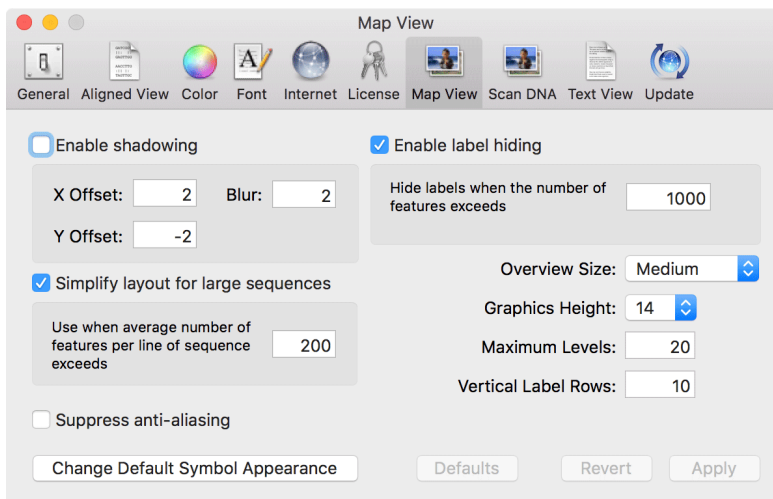 Map View
General Aligned View Color Font Internet License Map View Scan DNA Text View Update
Enable shadowing
X Offset: 2 Blur: 2
Y Offset: -2
Simplify layout for large sequences
Use when average number of
features per line of sequence
exceeds
200
Suppress anti-aliasing
Change Default Symbol Appearance
Enable label hiding
Hide labels when the number of
features exceeds
1000
Overview Size: Medium
Graphics Height: 14
Maximum Levels: 20
Vertical Label Rows: 10
Defaults Revert Apply